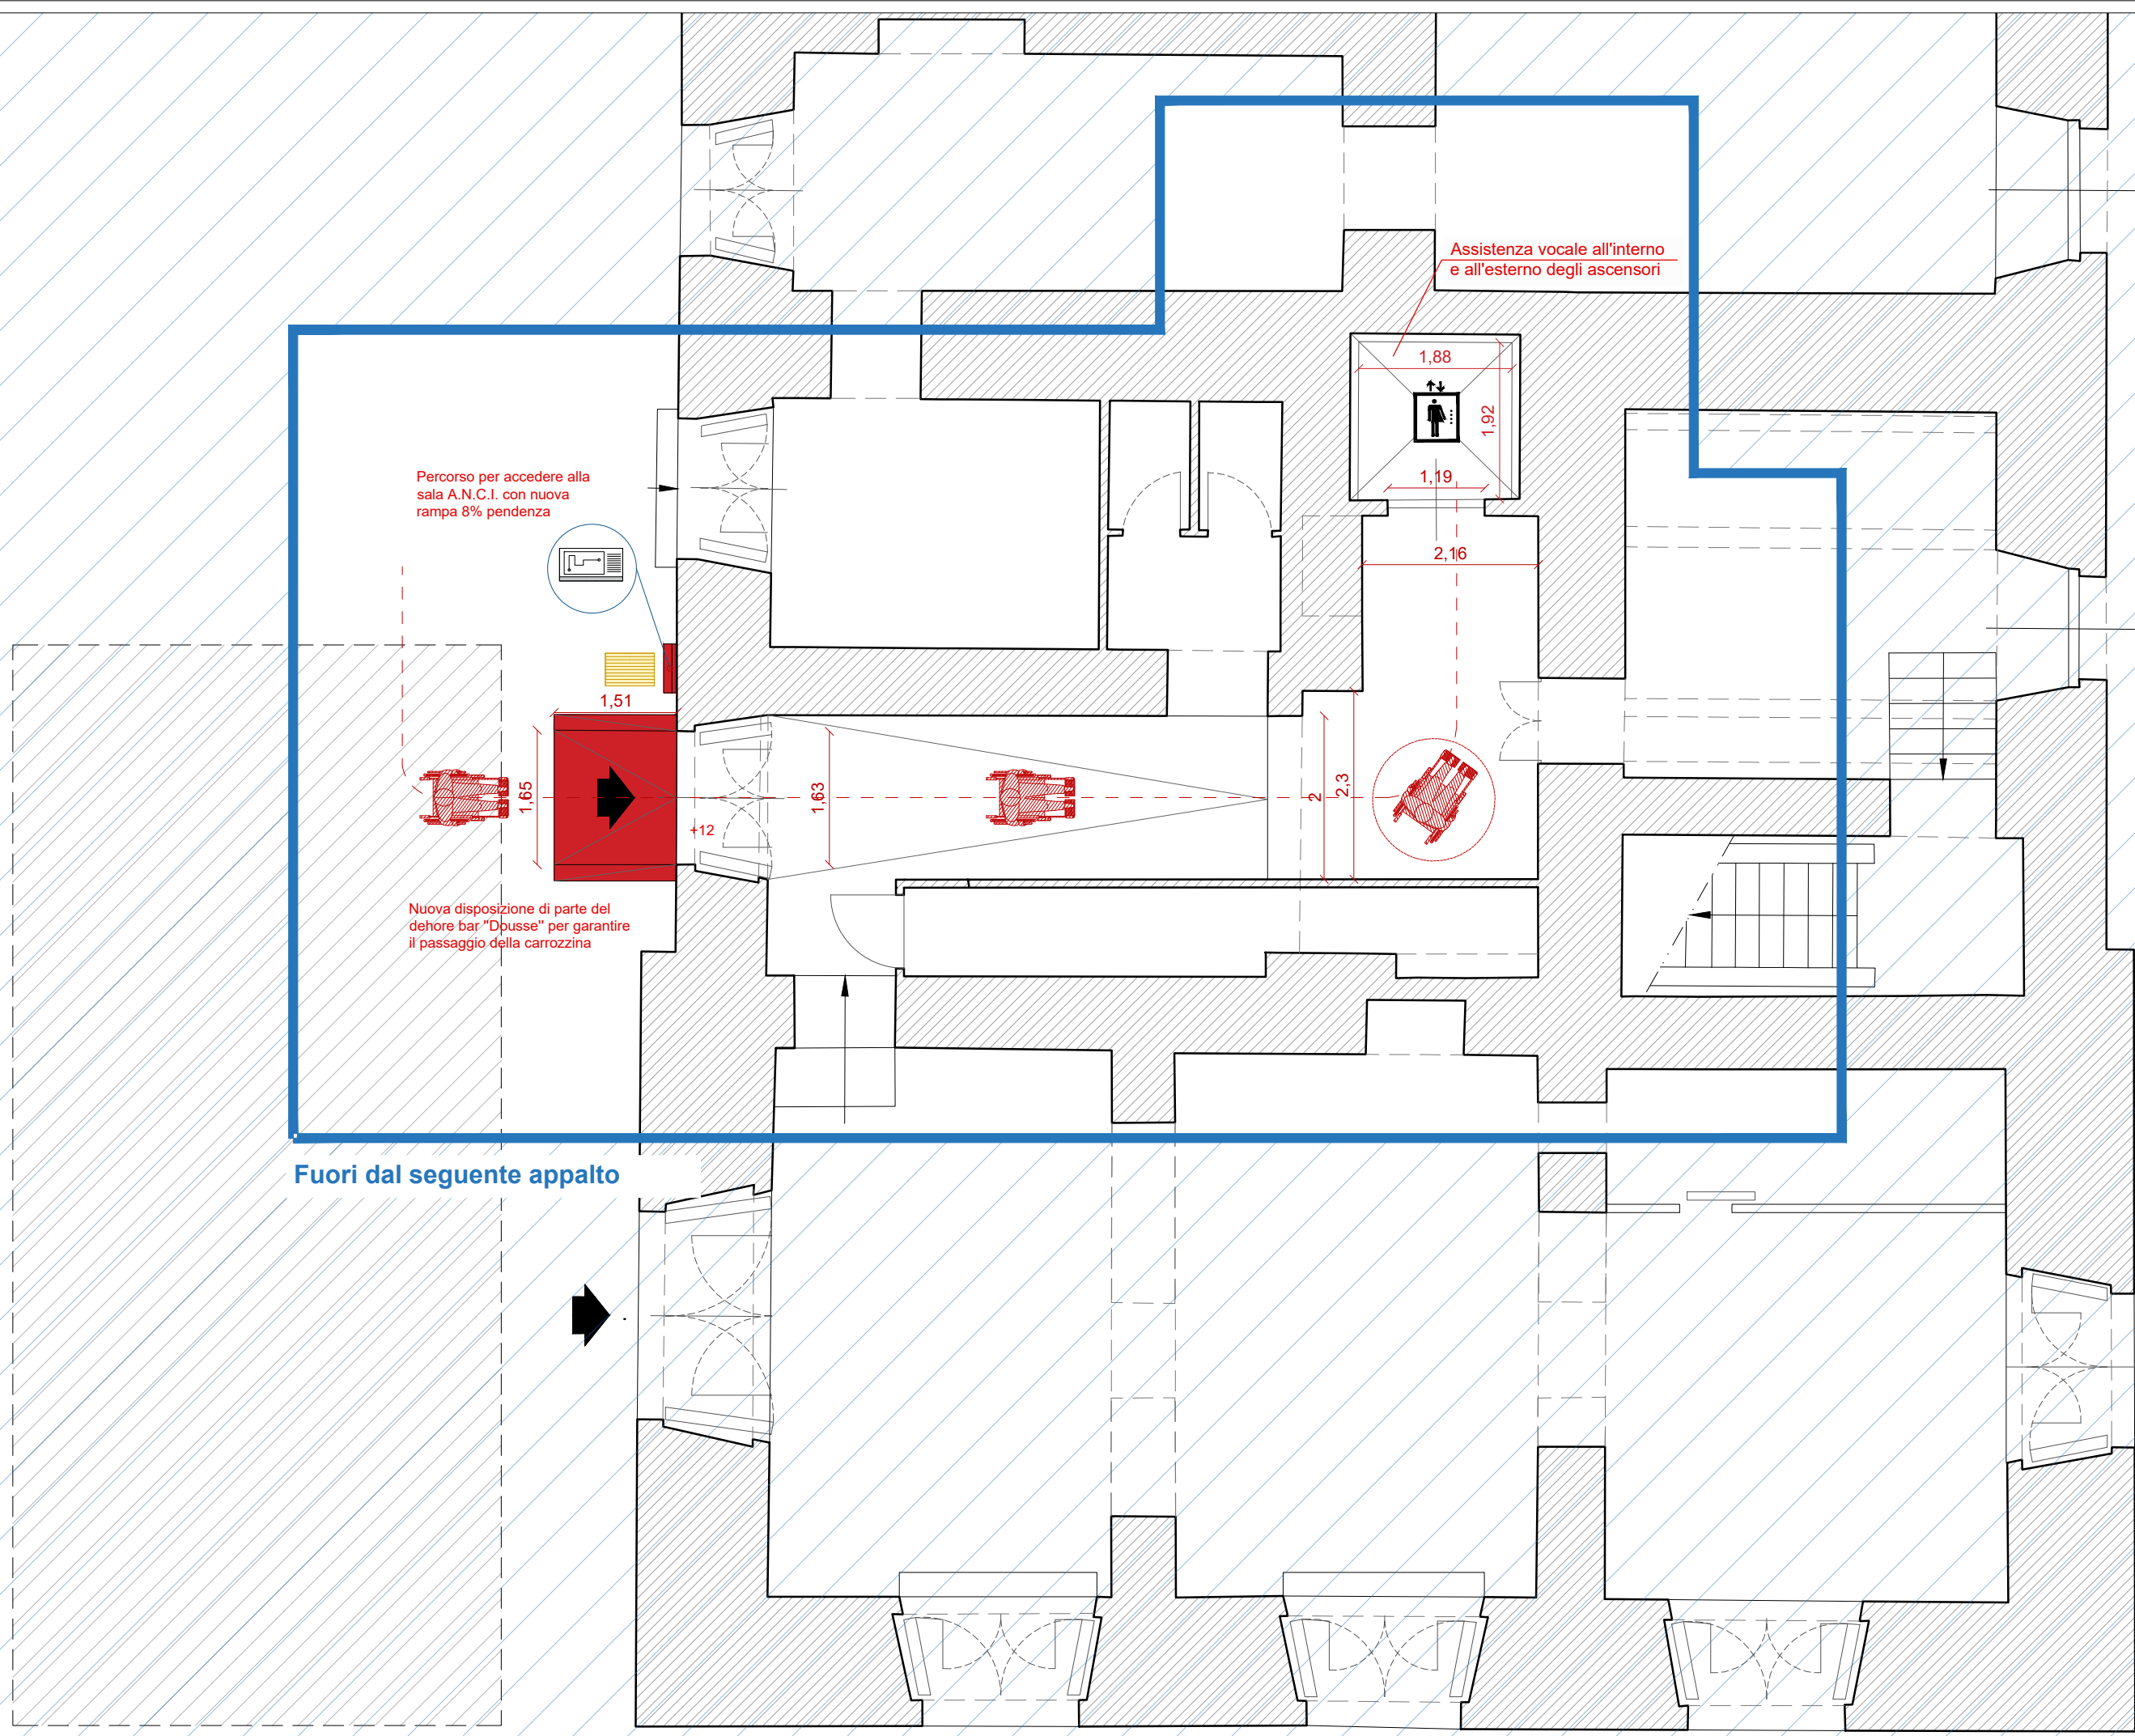 Assistenza vocale all'interno
e all'esterno degli ascensori
1,88
1,92
1,19
2,16
Percorso per accedere alla
sala A.N.C.I. con nuova
rampa 8% pendenza
1,51
1,65
+12
1,63
2
2,3
Nuova disposizione di parte del
dehore bar "Dousse" per garantire
il passaggio della carrozzina
Fuori dal seguente appalto